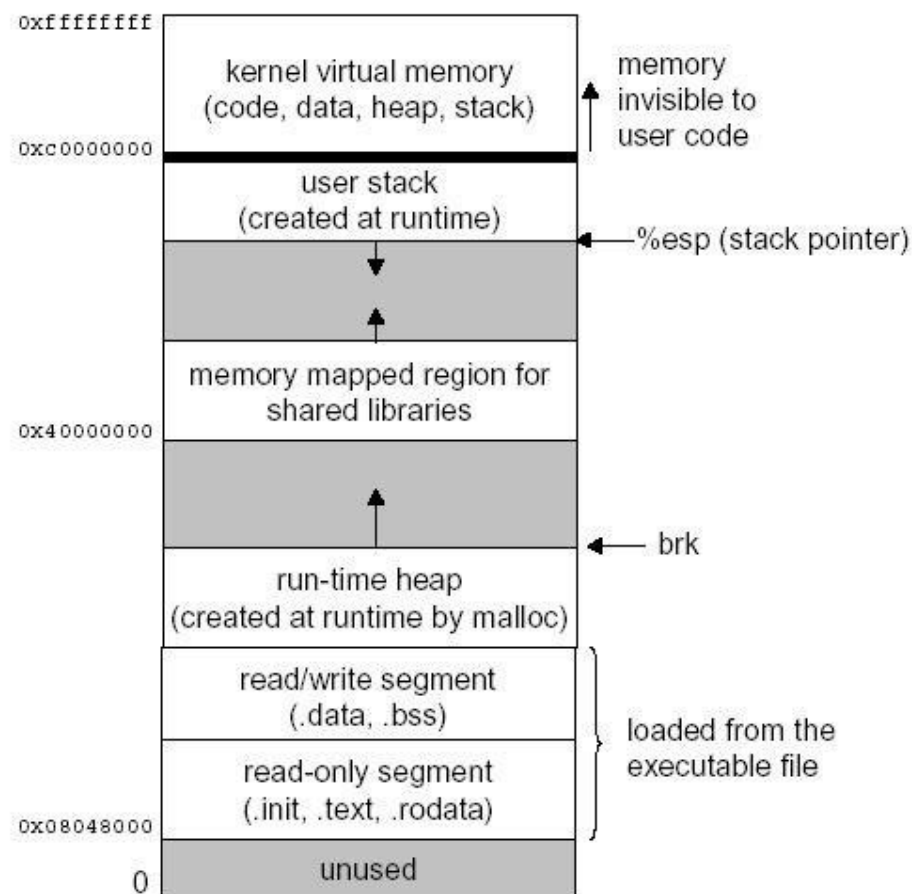 0xffffffff
kernel virtual memory
(code, data, heap, stack)
memory
invisible to
user code
0xc0000000
user stack
(created at runtime)
%esp (stack pointer)
memory mapped region for
shared libraries
0x40000000
brk
run-time heap
(created at runtime by malloc)
read/write segment
(.data, .bss)
loaded from the
executable file
read-only segment
(.init, .text, .rodata)
0x08048000
unused
0